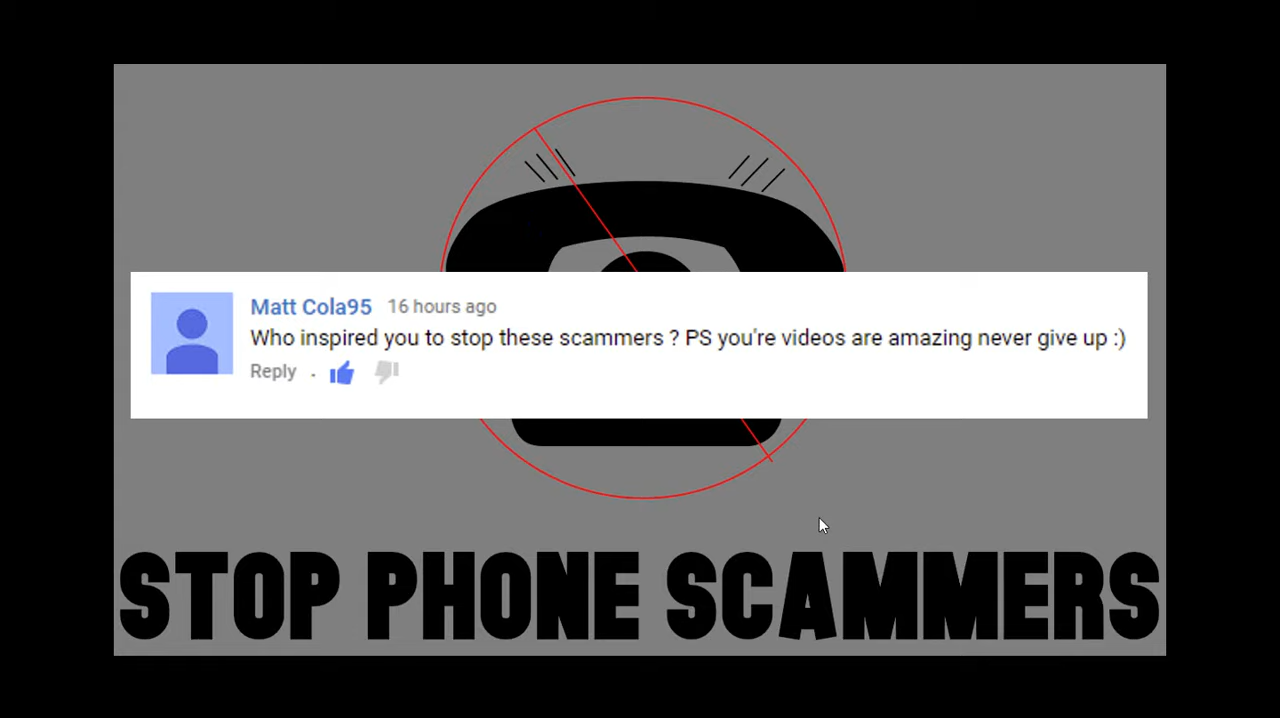 Matt Cola95 16 hours ago
Who inspired you to stop these scammers ? PS you're videos are amazing never give up :)
Reply .
STOP PHONE SCAMMERS